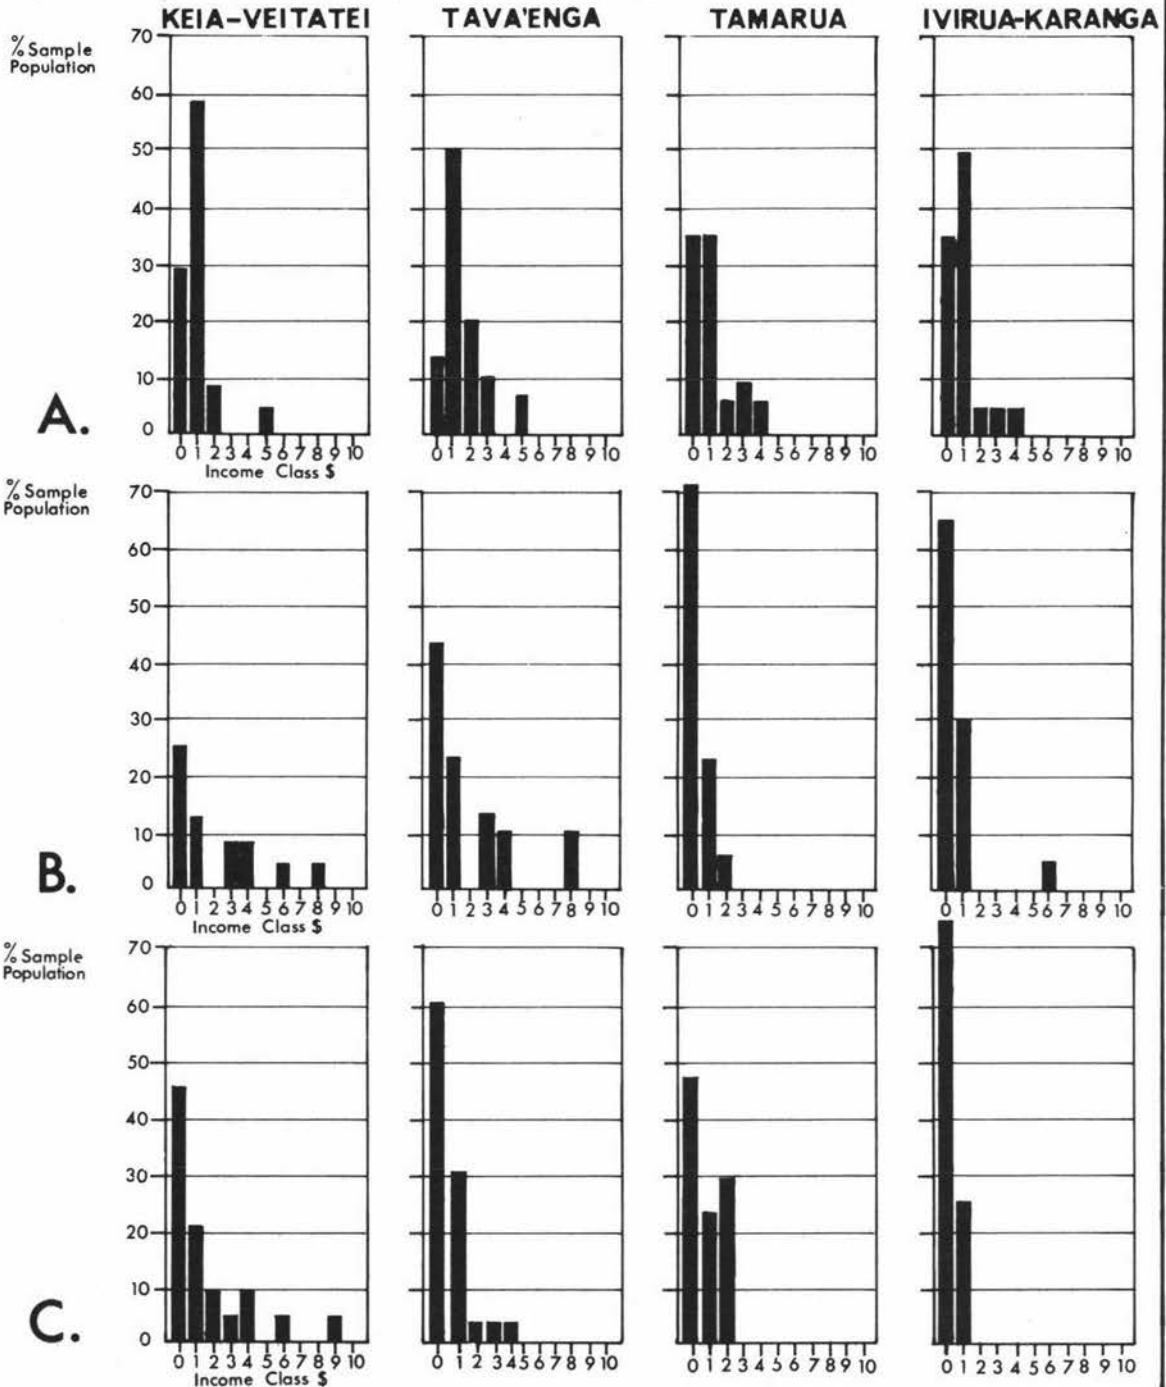 KEIA-VEITATEI TAVA'ENGA TAMARUA IVIRUA-KARANGA
% Sample
Population
70
60
50
40
30
20
10
0
A.
0 1 2 3 4 5 6 7 8 9 10 0 1 2 3 4 5 6 7 8 9 10 0 1 2 3 4 5 6 7 8 9 10 0 1 2 3 4 5 6 7 8 9 10
Income Class $
% Sample
Population
70
60
50
40
30
20
10
0
B.
0 1 2 3 4 5 6 7 8 9 10 0 1 2 3 4 5 6 7 8 9 10 0 1 2 3 4 5 6 7 8 9 10 0 1 2 3 4 5 6 7 8 9 10
Income Class $
% Sample
Population
70
60
50
40
30
20
10
0
C.
0 1 2 3 4 5 6 7 8 9 10 0 1 2 3 4 5 6 7 8 9 10 0 1 2 3 4 5 6 7 8 9 10 0 1 2 3 4 5 6 7 8 9 10
Income Class $